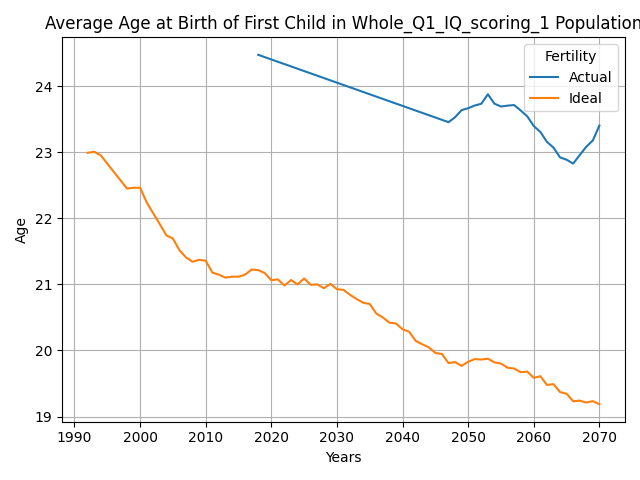 Average Age at Birth of First Child in Whole_Q1_IQ_scoring_1 Population
Fertility
Actual
Ideal
24
23
22
21
20
19
Age
1990
2000
2010
2020
2030
2040
2050
2060
2070
Years